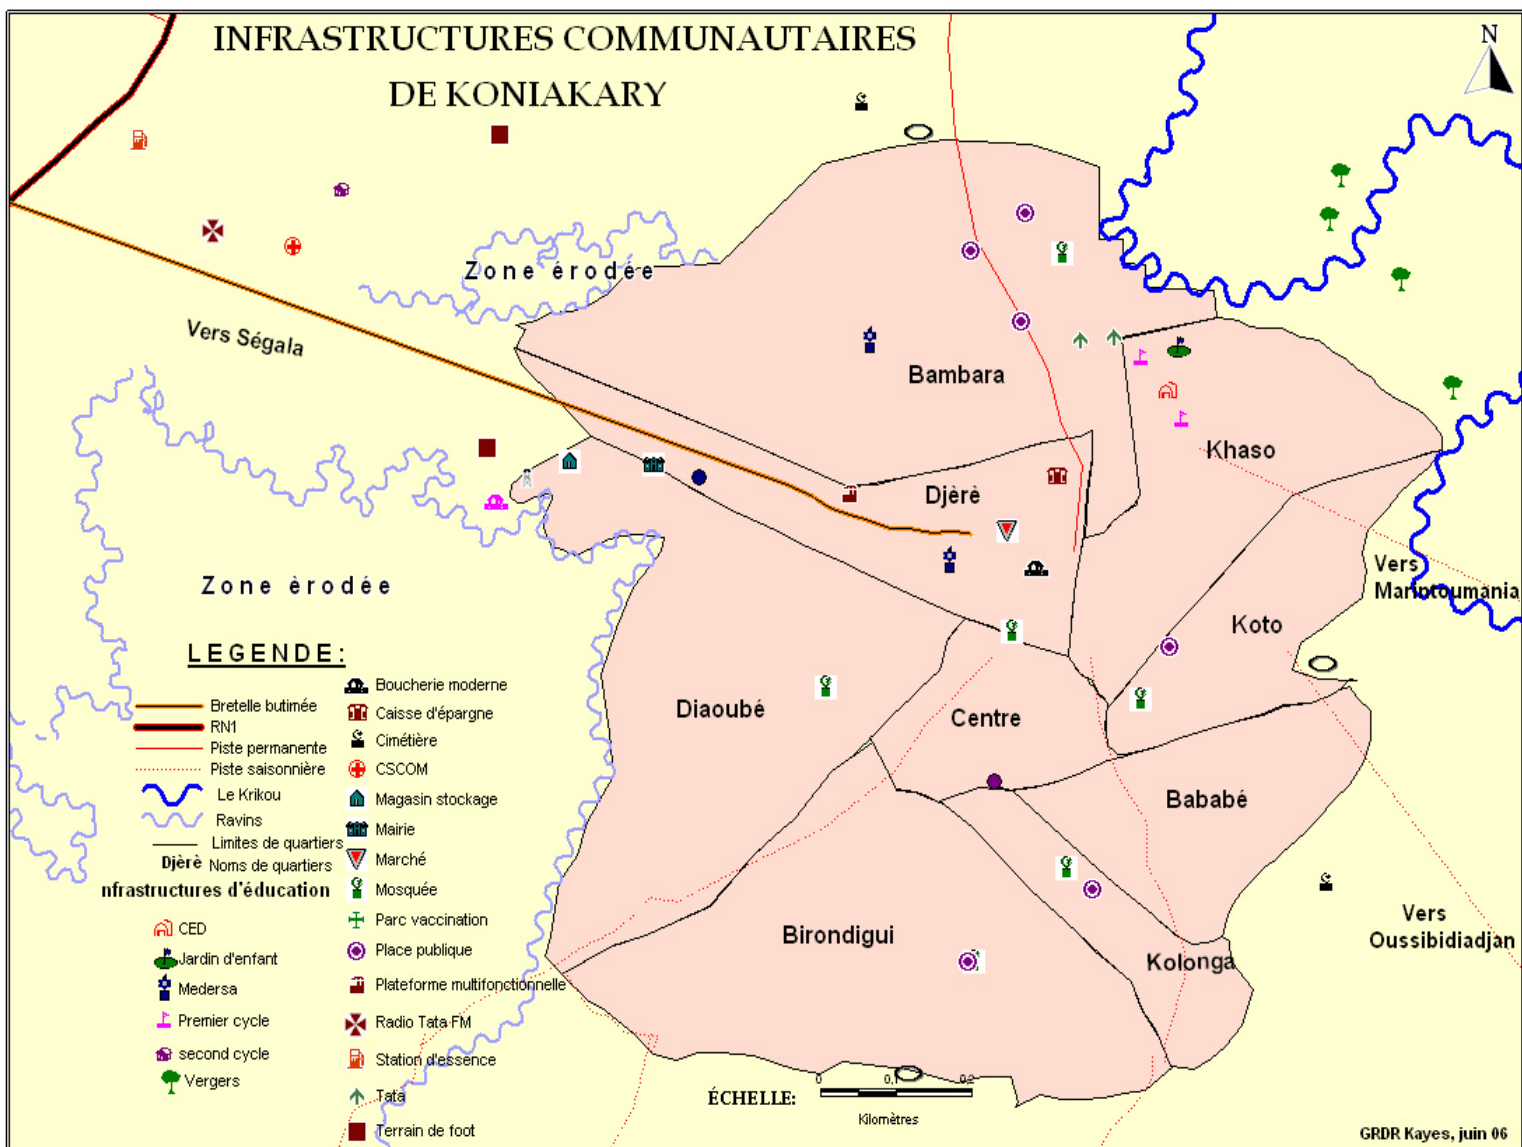 INFRASTRUCTURES COMMUNAUTAIRES
DE KONIAKARY
N
Zone érodée
Vers Ségala
Bambara
Khaso
Djèrè
Vers
Marintoumania
Zone èrodée
Koto
Diaoubé
Centre
Bababé
Birondigui
Kolonga
Vers
Oussibidiadjan
LEGENDE:
Bretelle butimée
RN1
Piste permanente
Piste saisonnière
Le Krikou
Ravins
Limites de quartiers
Djèrè Noms de quartiers
nfrastructures d'éducation
CED
Jardin d'enfant
Medersa
Premier cycle
second cycle
Vergers
Boucherie moderne
Caisse d'épargne
Cimétière
CSCOM
Magasin stockage
Mairie
Marché
Mosquée
Parc vaccination
Place publique
Plateforme multifonctionnelle
Radio Tata FM
Station d'essence
Tata
Terrain de foot
ÉCHELLE:
0 0,1 0,2
Kilomètres
GRDR Kayes, juin 06